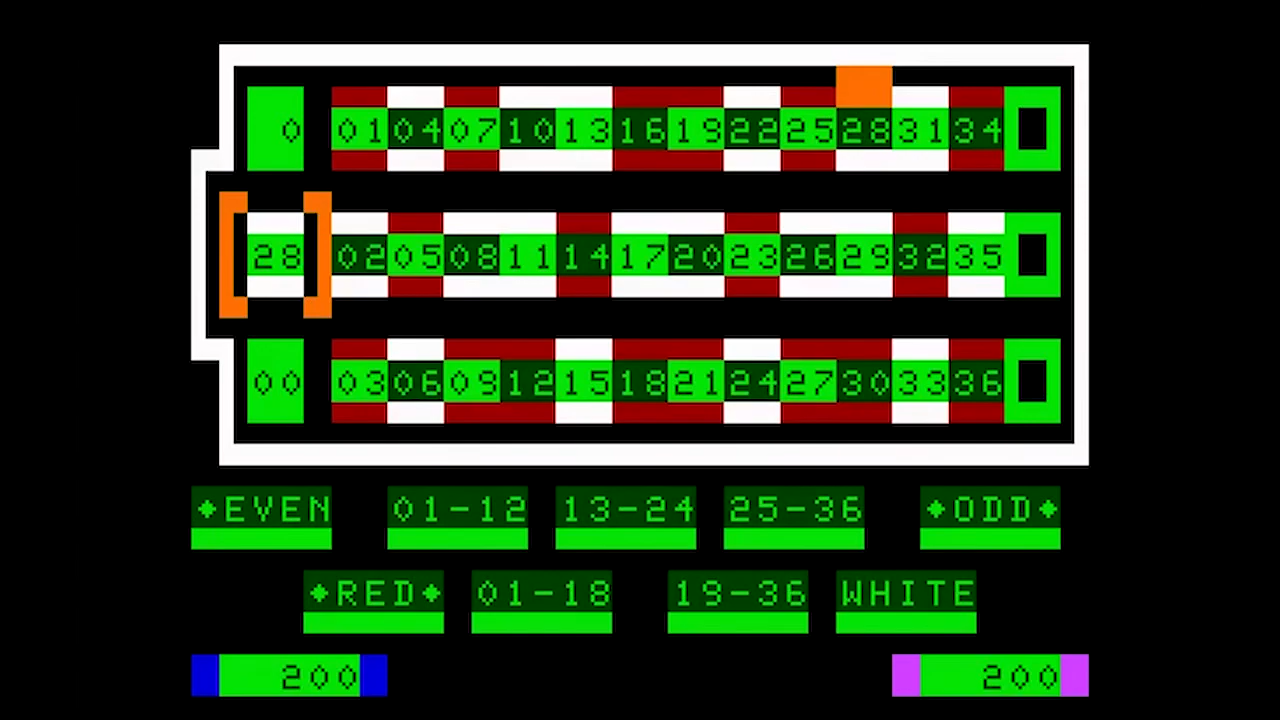 0 01 04 07 10 13 16 19 22 25 28 31 34
28 02 05 08 11 14 17 20 23 26 29 32 35
00 03 06 09 12 15 18 21 24 27 30 33 36
◆EVEN 01-12 13-24 25-36 ◆ODD◆
◆RED◆ 01-18 19-36 WHITE
200 200